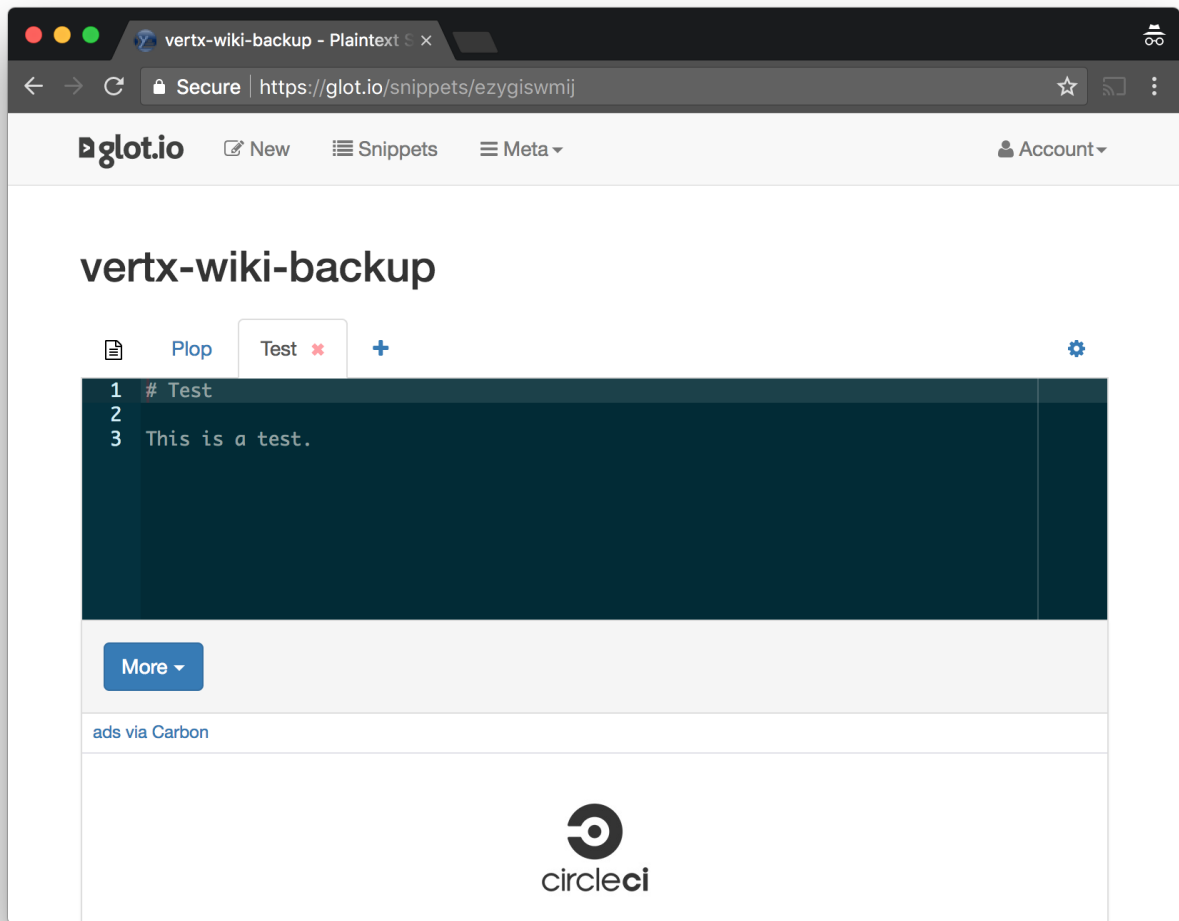 vertx-wiki-backup - Plaintext S
Secure https://glot.io/snippets/ezygiswmij
glot.io New Snippets Meta Account
vertx-wiki-backup
Plop Test
1 # Test
2
3 This is a test.
More
ads via Carbon
circleci